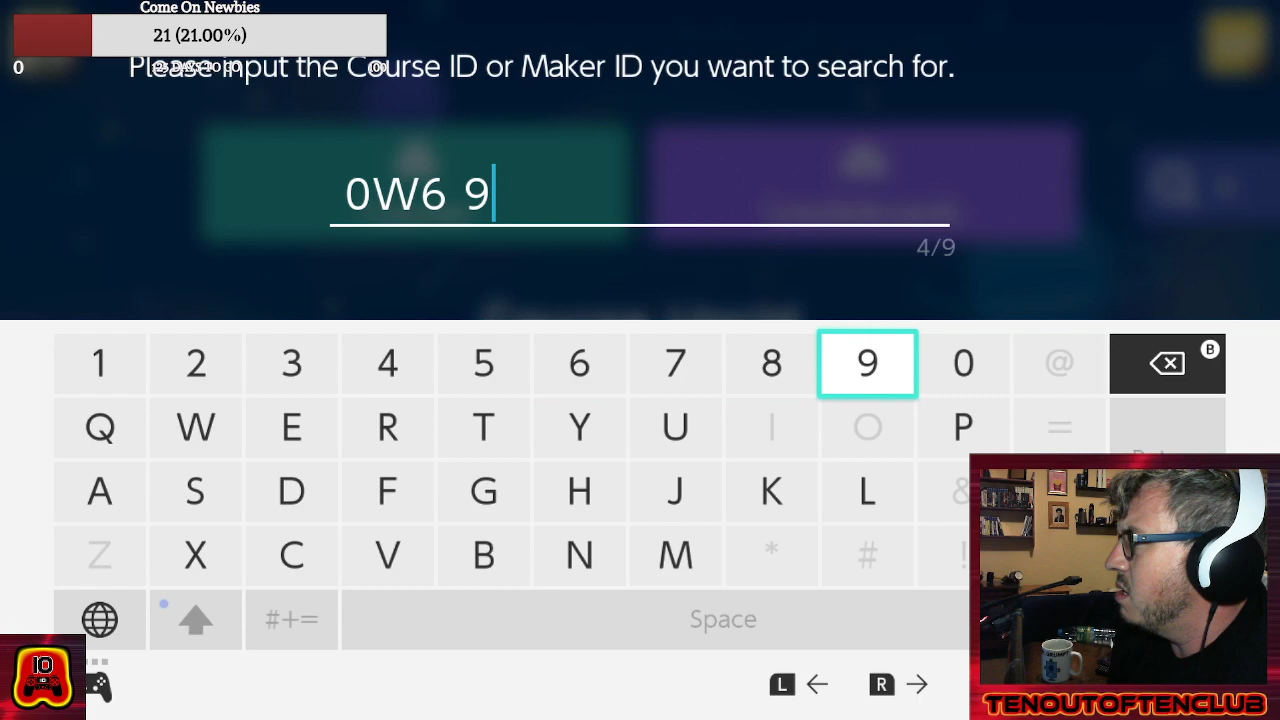 Come On Newbies
21 (21.00%)
0
Please input the Course ID or Maker ID you want to search for.
0W6 9
4/9
1 2 3 4 5 6 7 8 9 0 @ B
Q W E R T Y U I O P =
A S D F G H J K L &
Z X C V B N M * # !
#+= Space
L ← R →
10
TENOUTOFTENCLUB